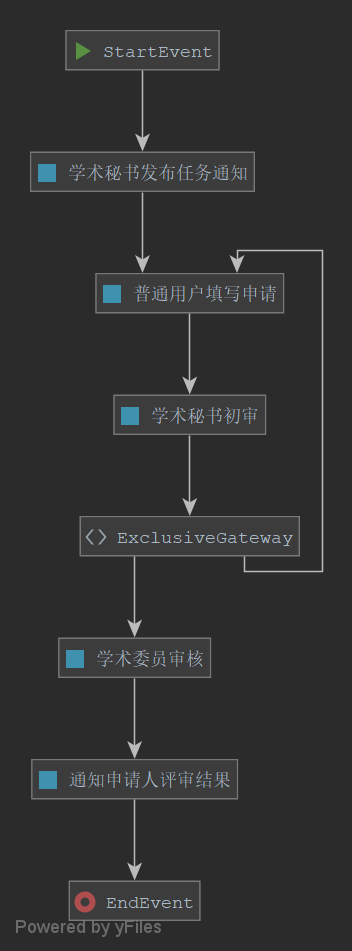 StartEvent
学术秘书发布任务通知
普通用户填写申请
学术秘书初审
ExclusiveGateway
学术委员审核
通知申请人评审结果
EndEvent
Powered by yFiles